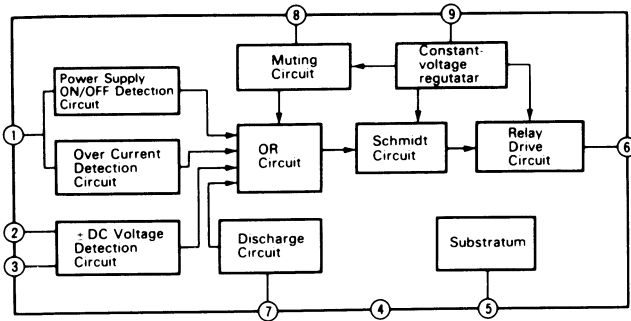 8
9
Power Supply
ON/OFF Detection
Circuit
Muting
Circuit
Constant-
voltage
regutatar
1
Over Current
Detection
Circuit
OR
Circuit
Schmidt
Circuit
Relay
Drive
Circuit
6
2
3
± DC Voltage
Detection
Circuit
Discharge
Circuit
Substratum
7
4
5